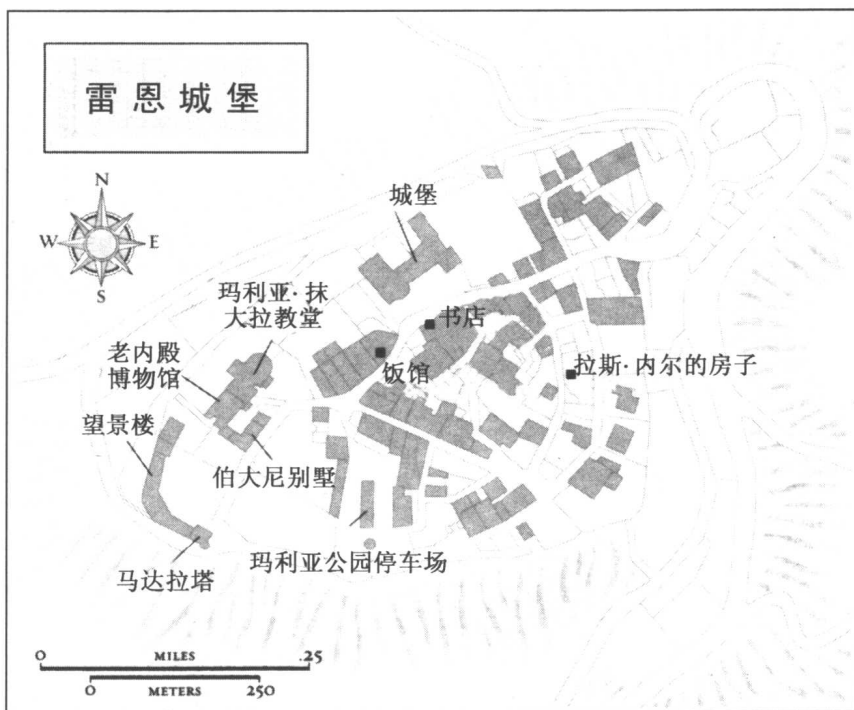 雷恩城堡
N
W
E
S
城堡
玛利亚·抹
大拉教堂
书店
老内殿
博物馆
饭馆
拉斯·内尔的房子
望景楼
伯大尼别墅
玛利亚公园停车场
马达拉塔
0 MILES .25
0 METERS 250